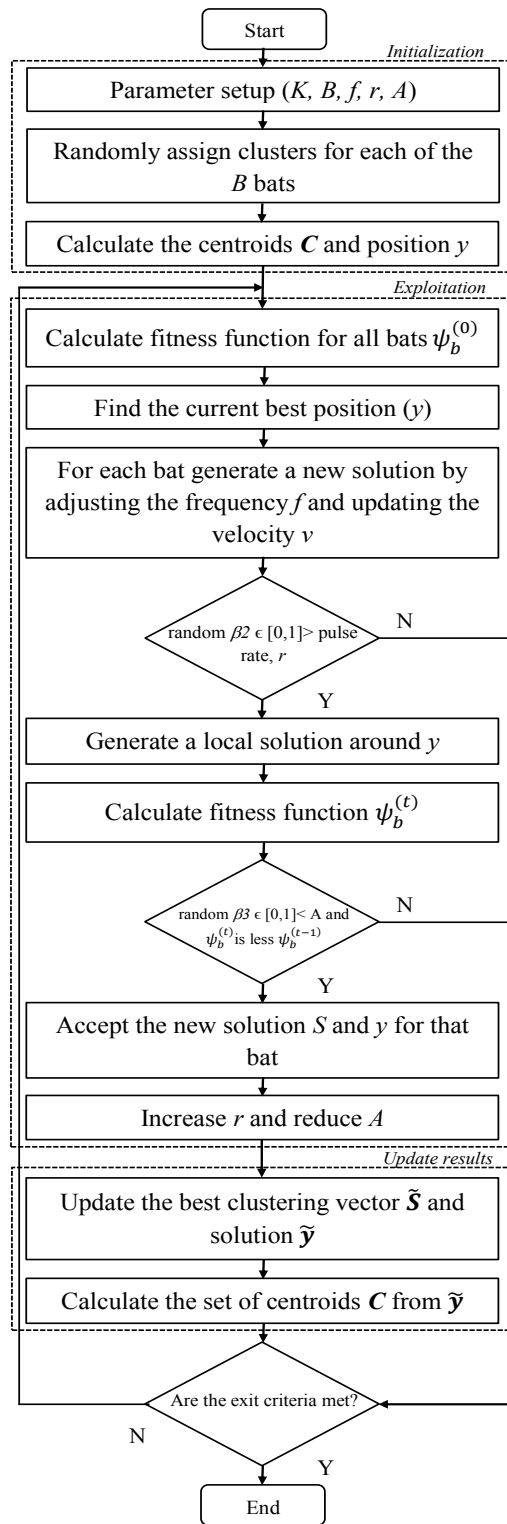 Start
Initialization
Parameter setup (K, B, f, r, A)
Randomly assign clusters for each of the
B bats
Calculate the centroids C and position y
Exploitation
Calculate fitness function for all bats ψ_b^(0)
Find the current best position (y)
For each bat generate a new solution by
adjusting the frequency f and updating the
velocity v
random β2 ϵ [0,1]> pulse
rate, r
N
Y
Generate a local solution around y
Calculate fitness function ψ_b^(t)
random β3 ϵ [0,1]< A and
ψ_b^(t) is less ψ_b^(t−1)
N
Y
Accept the new solution S and y for that
bat
Increase r and reduce A
Update results
Update the best clustering vector S̃ and
solution ỹ
Calculate the set of centroids C from ỹ
Are the exit criteria met?
N
Y
End